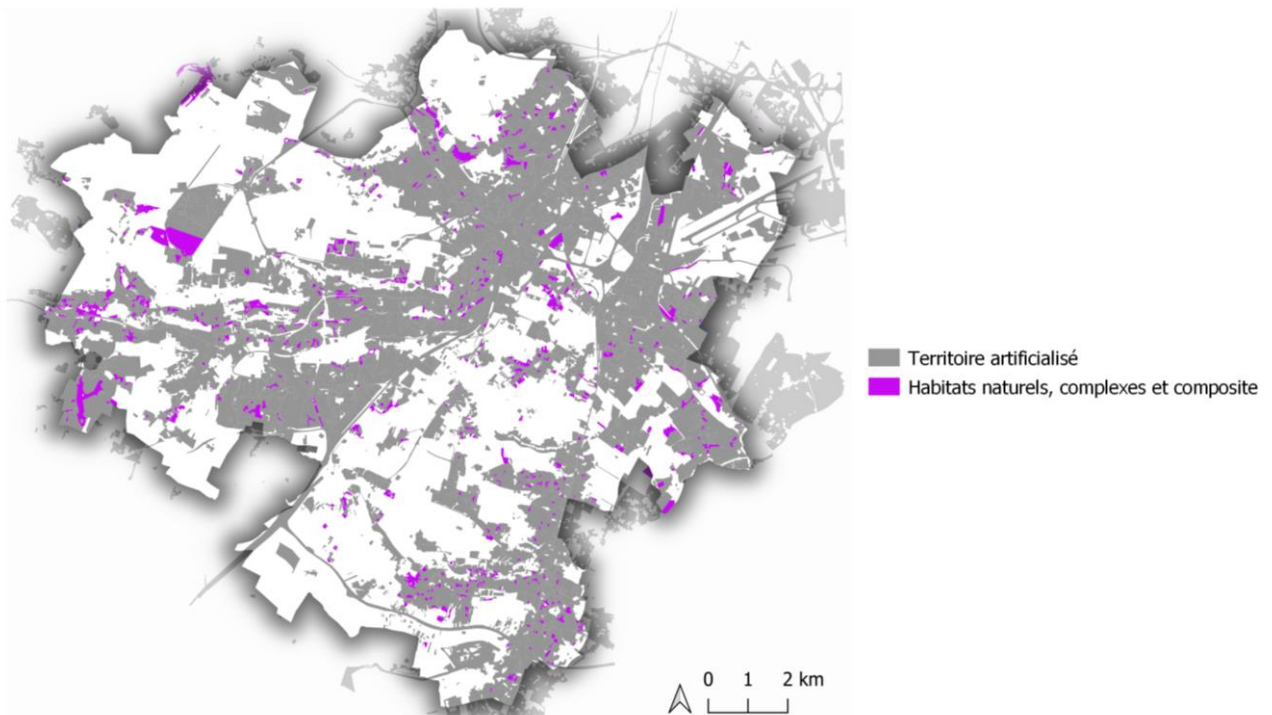 Territoire artificialisé
Habitats naturels, complexes et composite
0 1 2 km